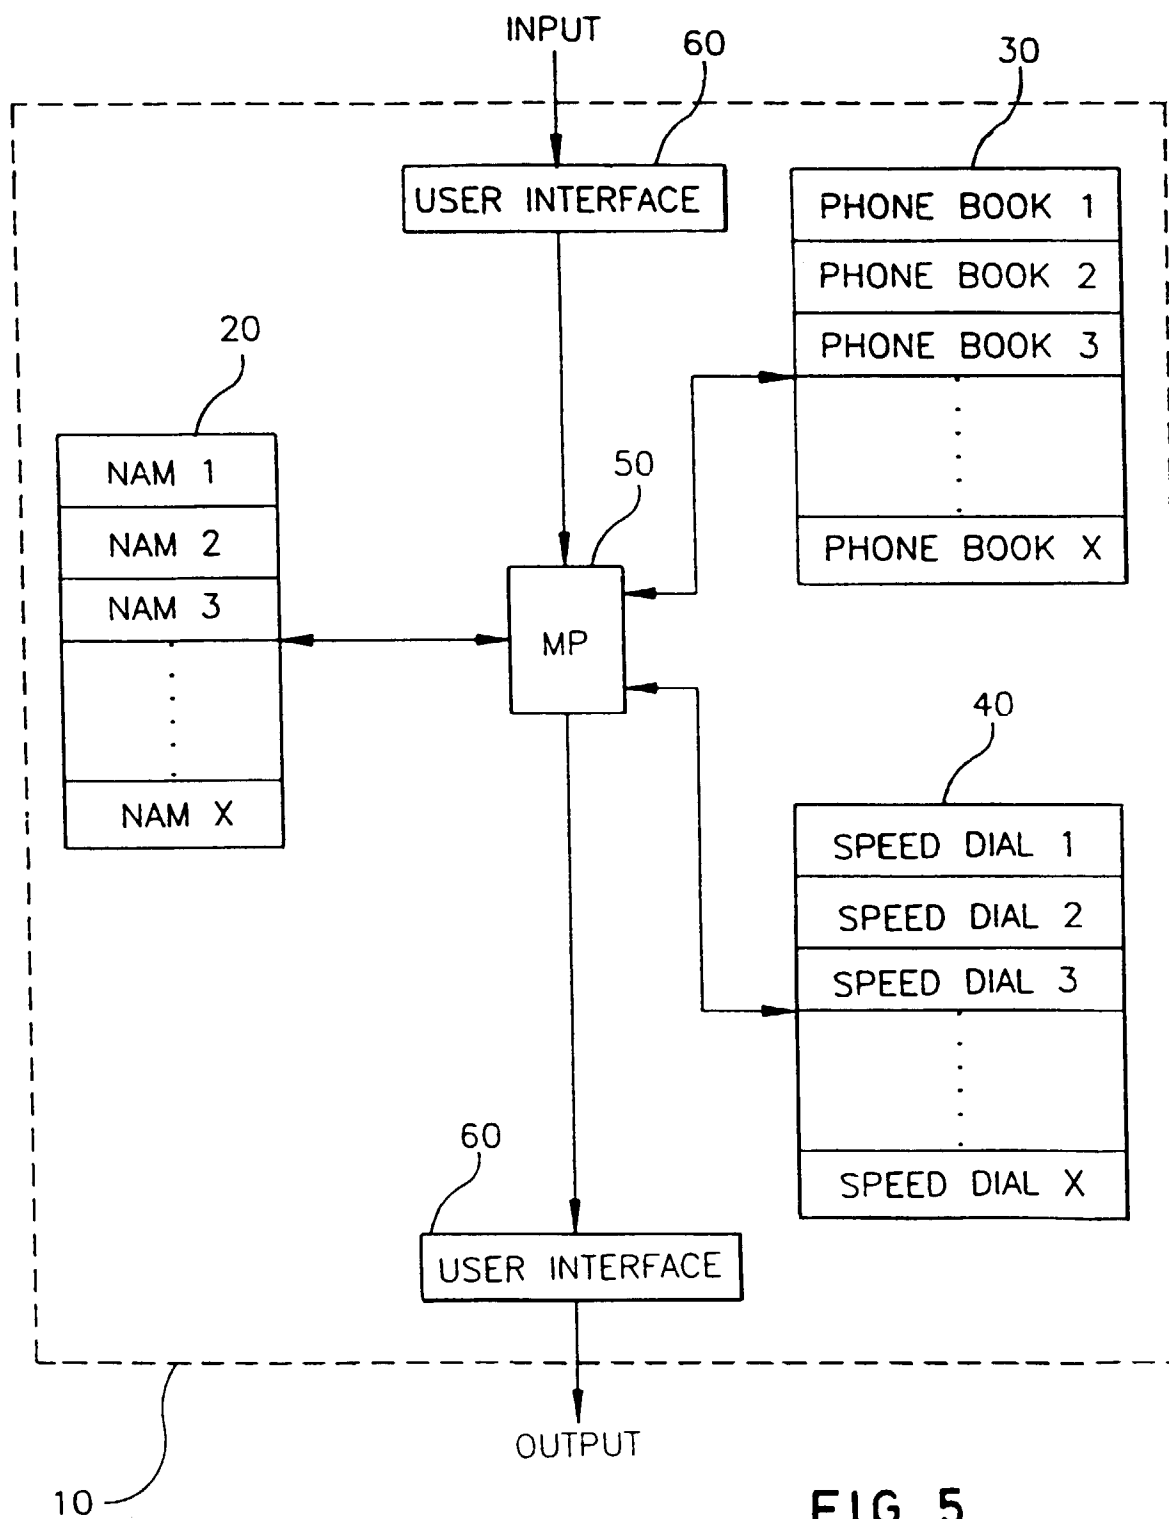 INPUT
60
30
USER INTERFACE
PHONE BOOK 1
PHONE BOOK 2
PHONE BOOK 3
PHONE BOOK X
20
NAM 1
NAM 2
NAM 3
NAM X
50
MP
40
SPEED DIAL 1
SPEED DIAL 2
SPEED DIAL 3
SPEED DIAL X
60
USER INTERFACE
OUTPUT
10
FIG 5